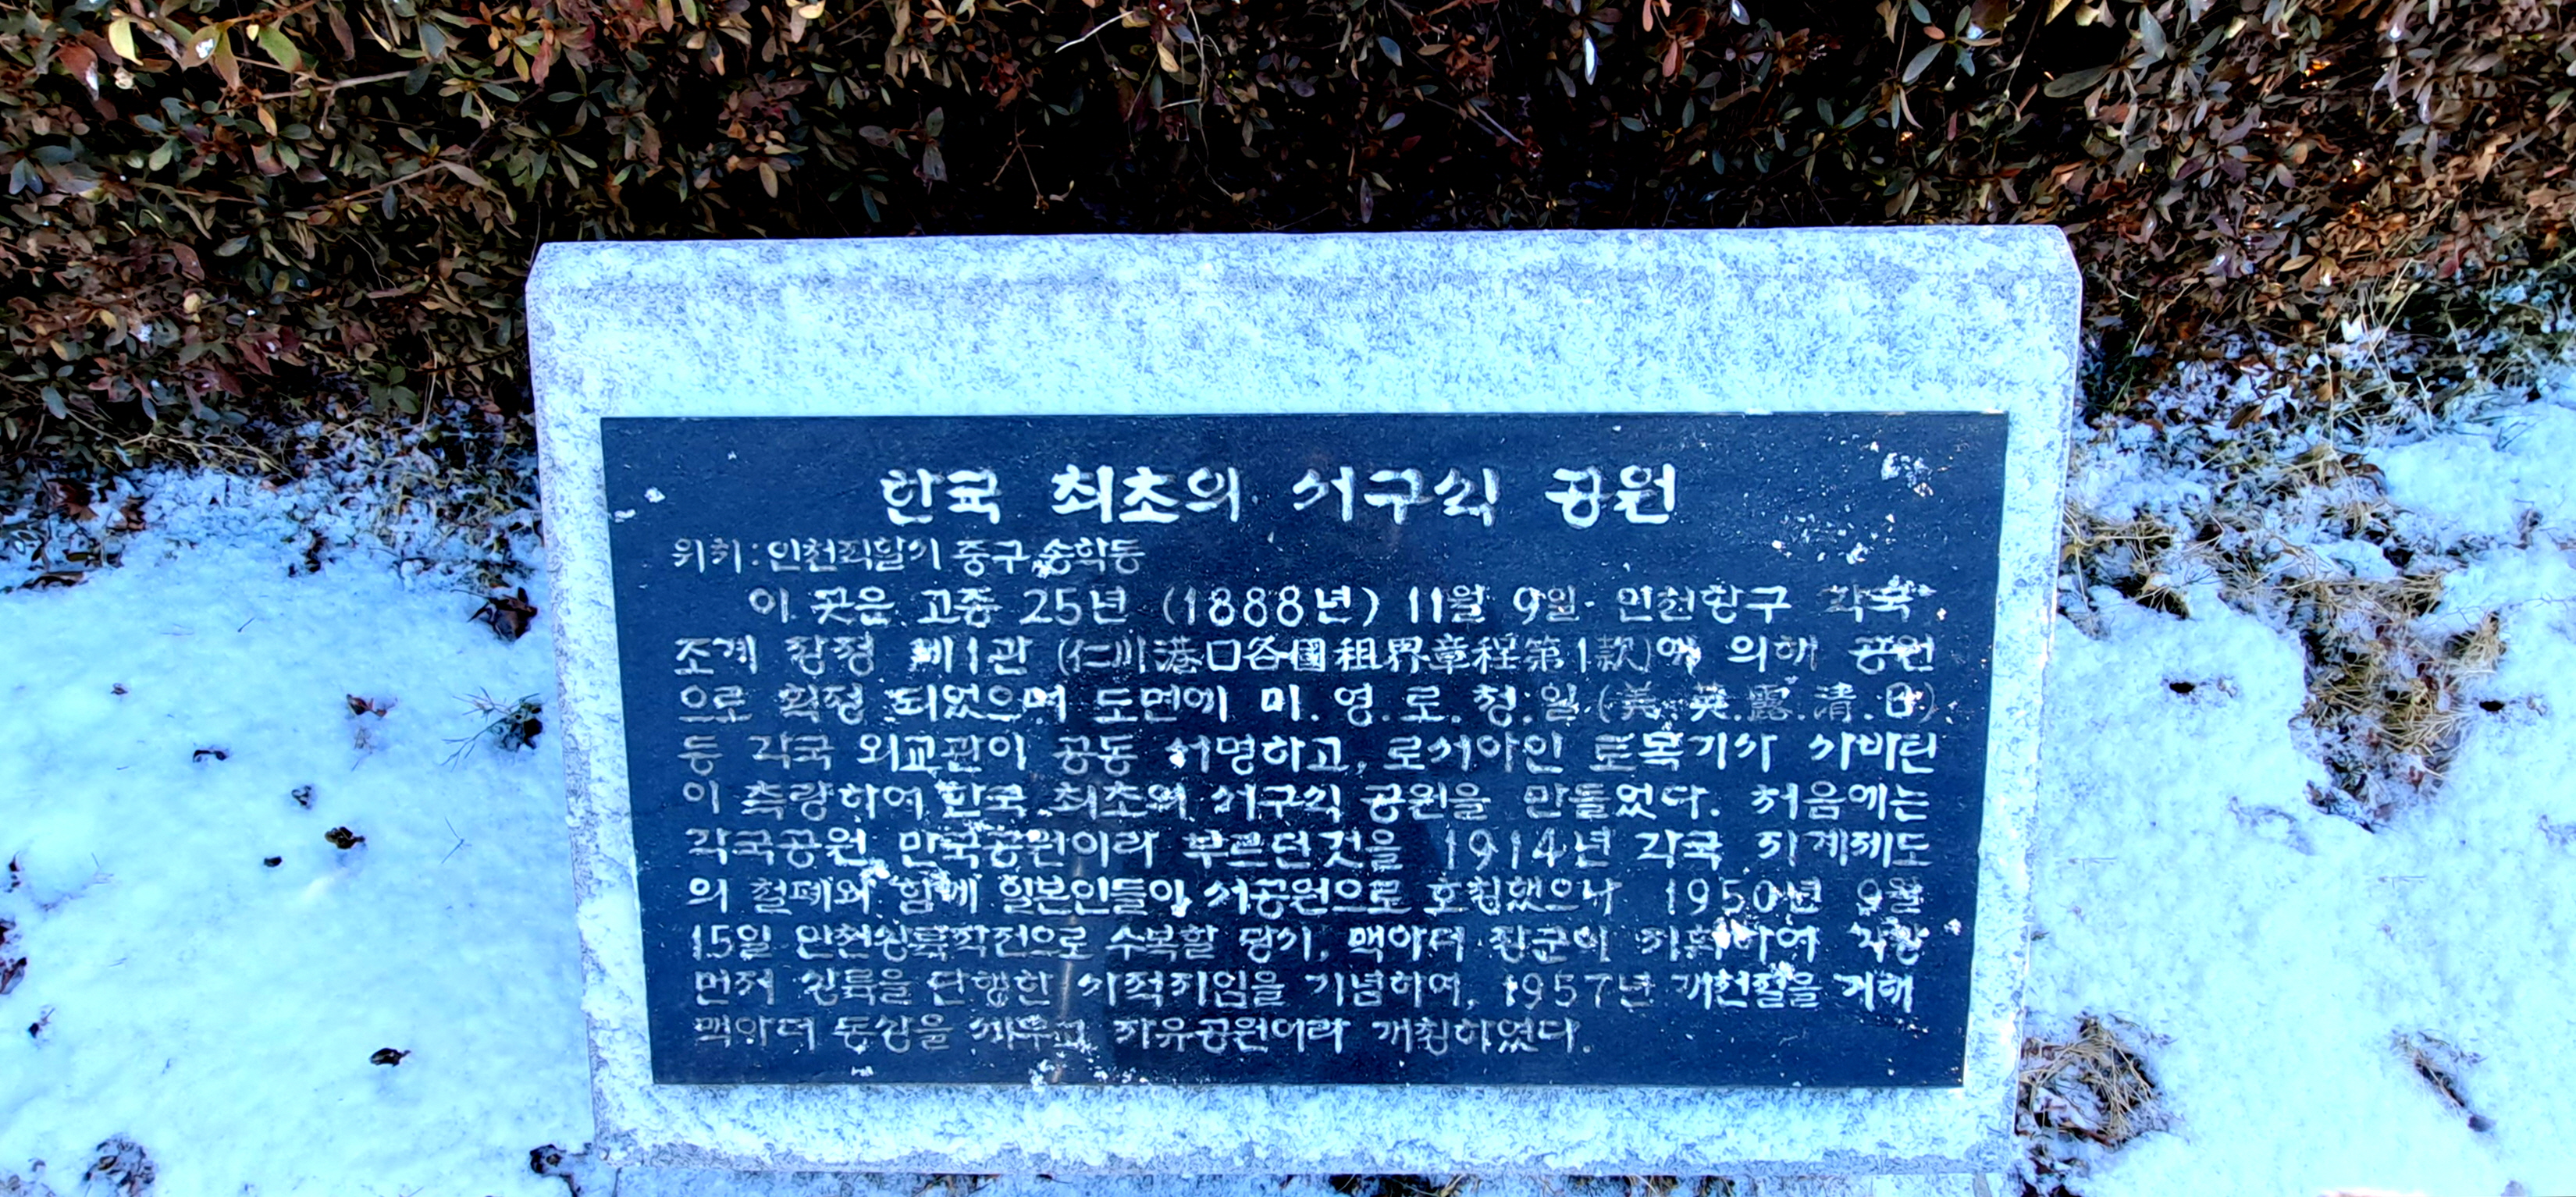 한국 최초의 서구식 공원
위치:인천직할시 중구 송학동
이 곳은 고종 25년 (1888년) 11월 9일 인천항구 각국
조계 장정 제1관 (仁川港口各國租界章程第1款)에 의해 공원
으로 획정 되었으며 도면에 미.영.로.청.일 (美.英.露.清.日)
등 각국 외교관이 공동 서명하고, 로서아인 토목기사 사바틴
이 측량하여 한국 최초의 서구식 공원을 만들었다. 처음에는
각국공원, 만국공원이라 부르던것을 1914년 각국 지계제도
의 철폐와 함께 일본인들이 서공원으로 호칭했으나 1950년 9월
15일 인천상륙작전으로 수복할 당시, 맥아더 장군이 지휘하여 가장
먼저 상륙을 단행한 시적지임을 기념하여, 1957년 개천절을 기해
맥아더 동상을 세우고 자유공원이라 개칭하였다.